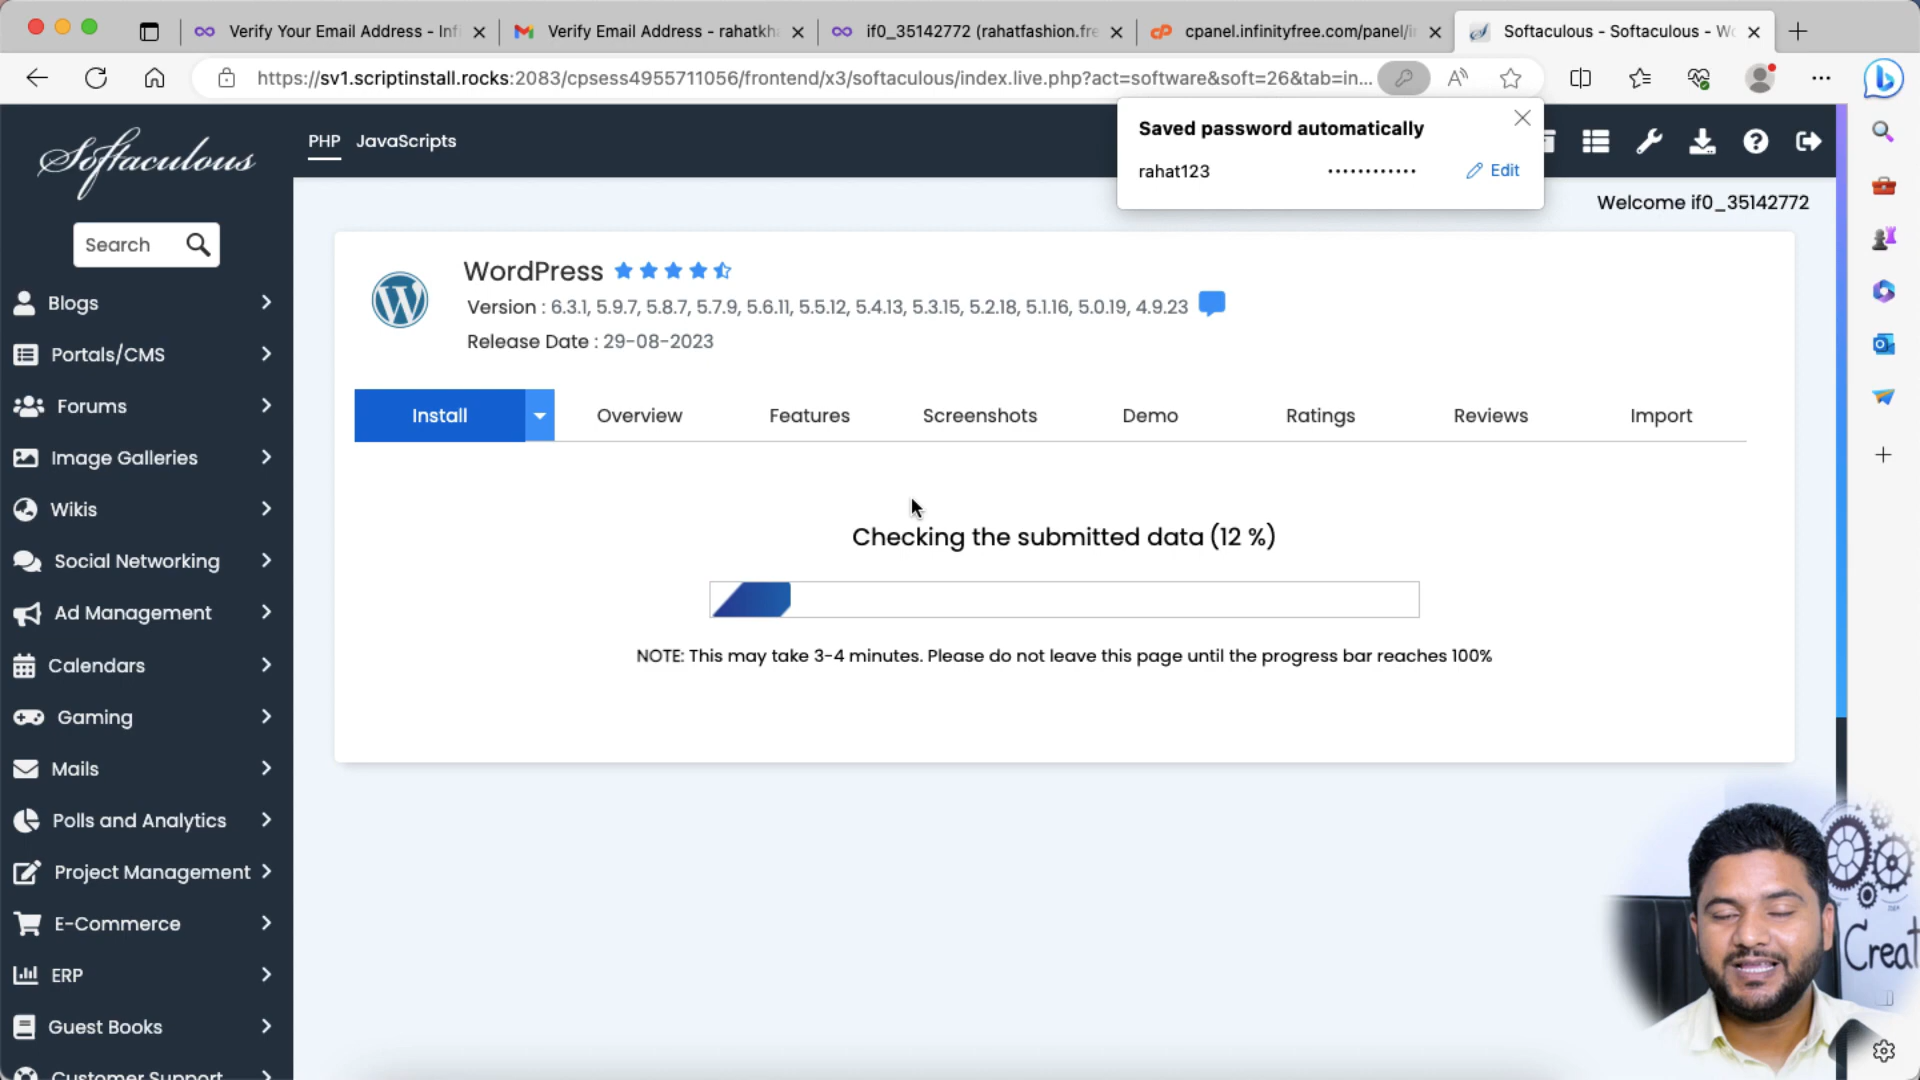 Verify Your Email Address - Inf
Verify Email Address - rahatkh
if0_35142772 (rahatfashion.fre
cpanel.infinityfree.com/panel/i
Softaculous - Softaculous - Wo
https://sv1.scriptinstall.rocks:2083/cpsess4955711056/frontend/x3/softaculous/index.live.php?act=software&soft=26&tab=in...
Saved password automatically
rahat123
Edit
Softaculous
PHP
JavaScripts
Welcome if0_35142772
Search
Blogs
Portals/CMS
Forums
Image Galleries
Wikis
Social Networking
Ad Management
Calendars
Gaming
Mails
Polls and Analytics
Project Management
E-Commerce
ERP
Guest Books
Customer Support
WordPress
Version : 6.3.1, 5.9.7, 5.8.7, 5.7.9, 5.6.11, 5.5.12, 5.4.13, 5.3.15, 5.2.18, 5.1.16, 5.0.19, 4.9.23
Release Date : 29-08-2023
Install
Overview
Features
Screenshots
Demo
Ratings
Reviews
Import
Checking the submitted data (12 %)
NOTE: This may take 3-4 minutes. Please do not leave this page until the progress bar reaches 100%
Creat